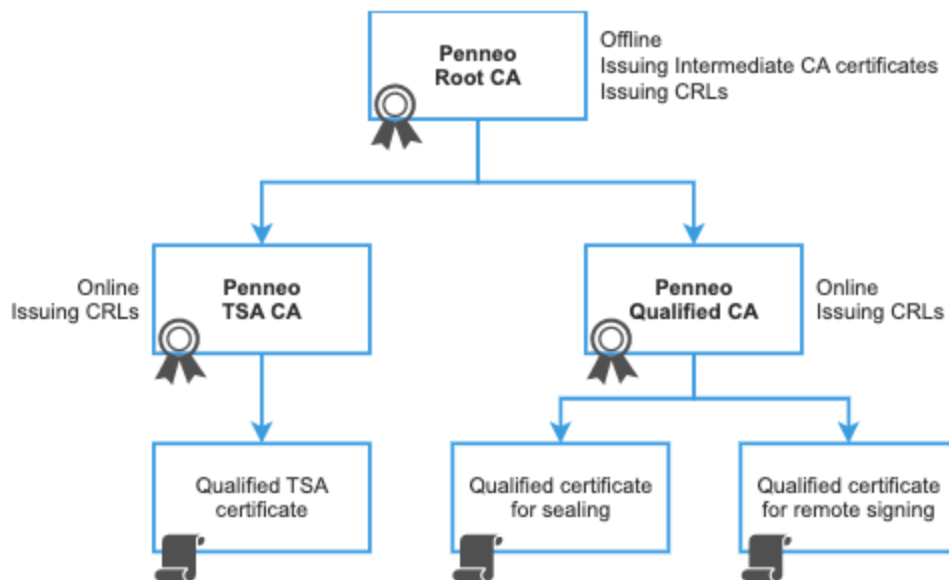 Penneo
Root CA
Offline
Issuing Intermediate CA certificates
Issuing CRLs
Online
Issuing CRLs
Penneo
TSA CA
Penneo
Qualified CA
Online
Issuing CRLs
Qualified TSA
certificate
Qualified certificate
for sealing
Qualified certificate
for remote signing